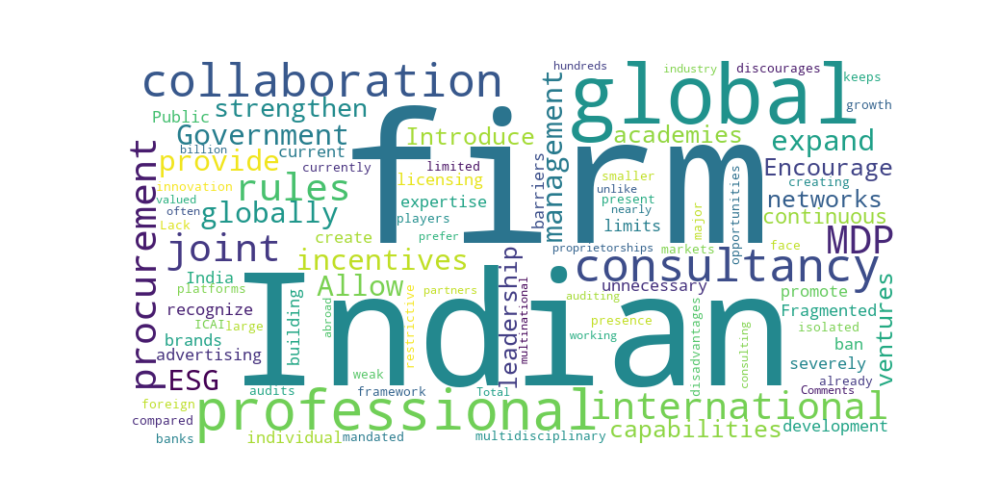 hundreds
industry
discourages
collaboration
global
keeps
strengthen
management
growth
Public
firm
Government
Introduce
academies
expand
billion
current
procurement
provide
currently
limited
barriers
smaller
opportunities
Encourage
innovation
rules
licensing
unlike
creating
valued
expertise
present
networks
often
globally
players
nearly
major
continuous
Lack
limits
joint
create
prefer
proprietorships
markets
face
MDP
India
incentives
leadership
consultancy
platforms
Allow
multinational
unnecessary
ventures
recognize
building
abroad
restrictive
partners
Indian
auditing
disadvantages
promote
ICAI
large
presence
consulting
Fragmented
brands
working
isolated
advertising
ban
ESG
weak
severely
audits
framework
Total
already
Comments
foreign
professional
international
compared
capabilities
development
banks
individual
mandated
multidisciplinary